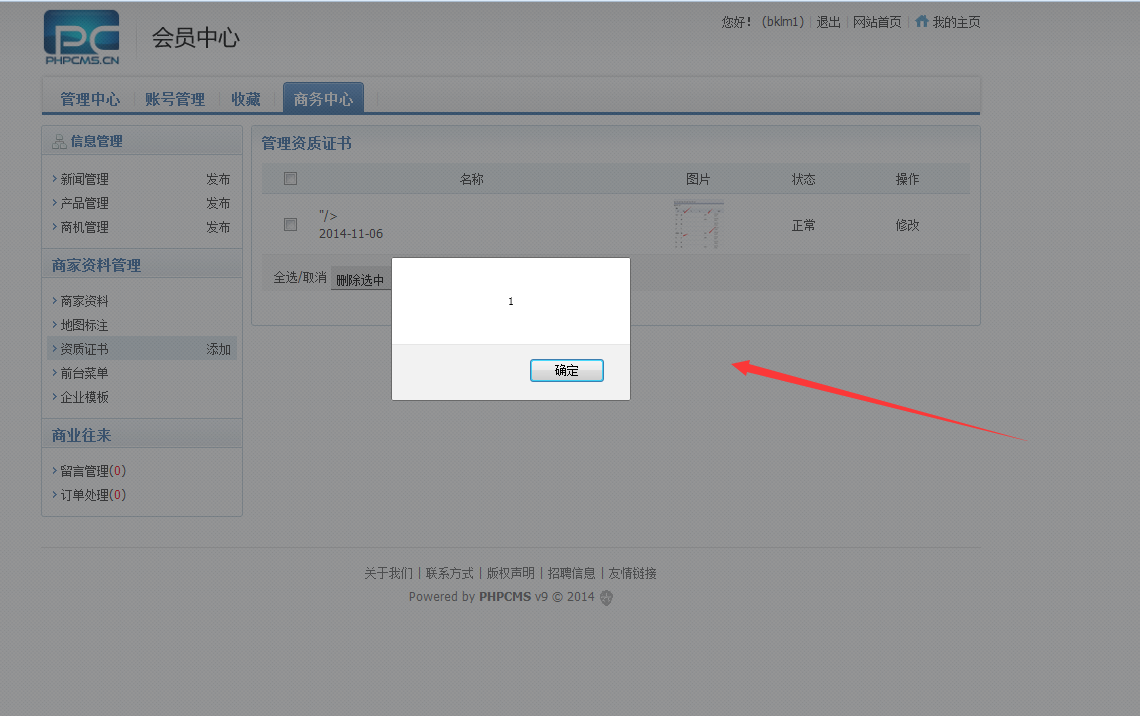 PHPCMS.CN
会员中心
您好！ (bklm1) 退出 网站首页 我的主页
管理中心 账号管理 收藏 商务中心
信息管理
新闻管理 发布
产品管理 发布
商机管理 发布
商家资料管理
商家资料
地图标注
资质证书 添加
前台菜单
企业模板
商业往来
留言管理(0)
订单处理(0)
管理资质证书
名称 图片 状态 操作
"/>
2014-11-06
正常 修改
全选/取消 删除选中
1
确定
关于我们 | 联系方式 | 版权声明 | 招聘信息 | 友情链接
Powered by PHPCMS v9 © 2014